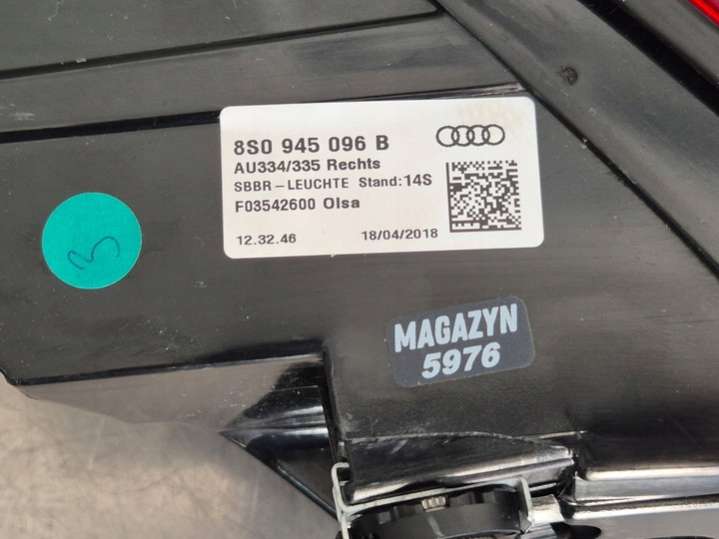 8S0 945 096 B
AU334/335 Rechts
SBBR-LEUCHTE Stand:14S
F03542600 Olsa
12.32.46 18/04/2018
3
MAGAZYN
5976